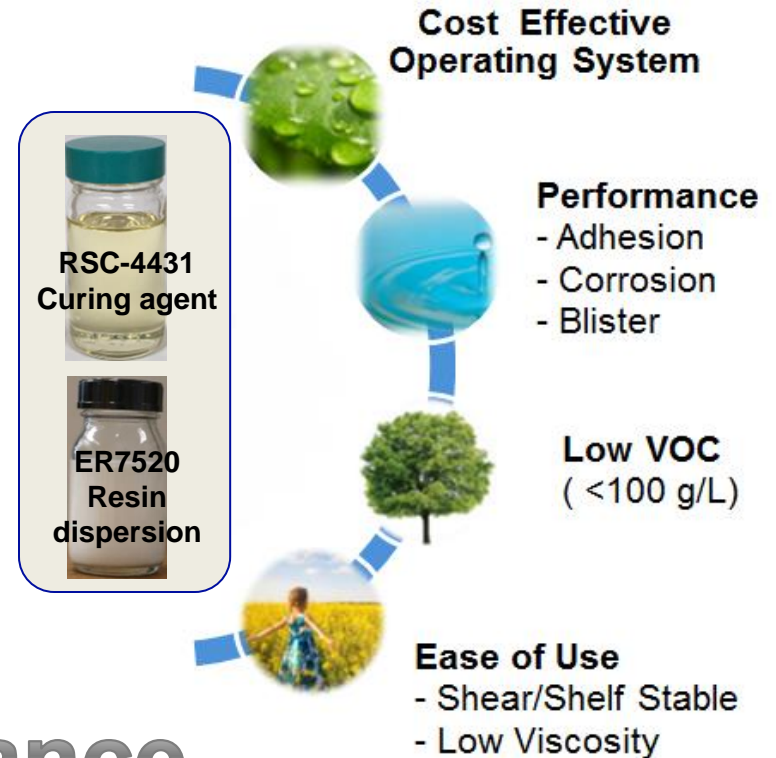 Cost Effective
Operating System
RSC-4431
Curing agent
ER7520
Resin
dispersion
Performance
- Adhesion
- Corrosion
- Blister
Low VOC
( <100 g/L)
Ease of Use
- Shear/Shelf Stable
- Low Viscosity